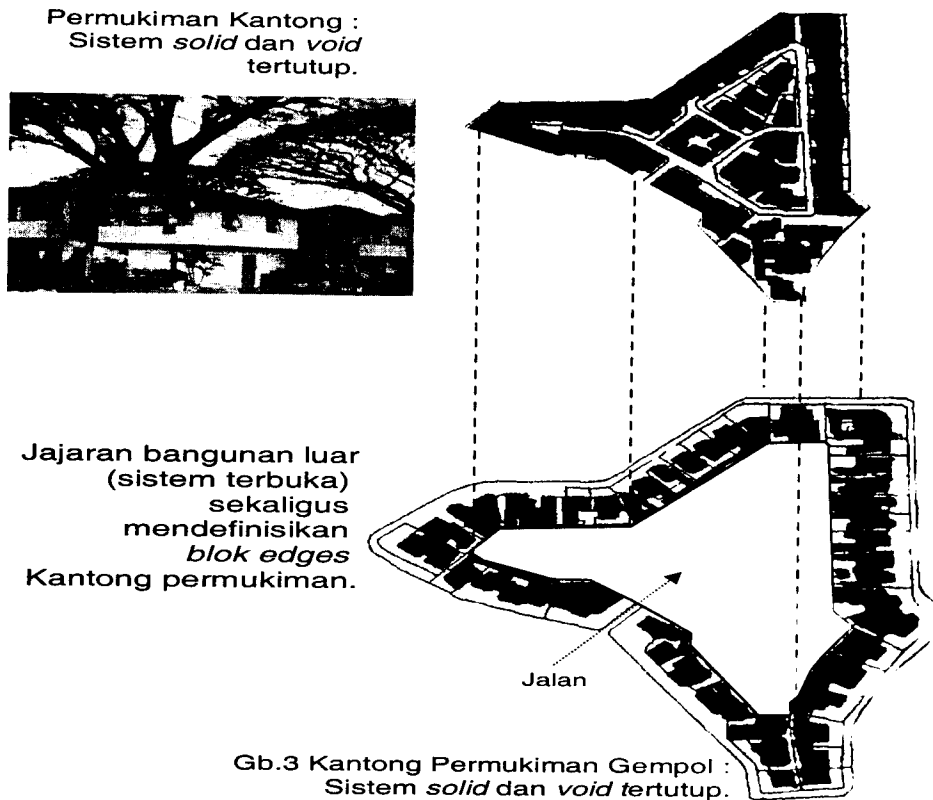 Permukiman Kantong :
Sistem solid dan void
tertutup.
Jajaran bangunan luar
(sistem terbuka)
sekaligus
mendefinisikan
blok edges
Kantong permukiman.
Jalan
Gb.3 Kantong Permukiman Gempol :
Sistem solid dan void tertutup.